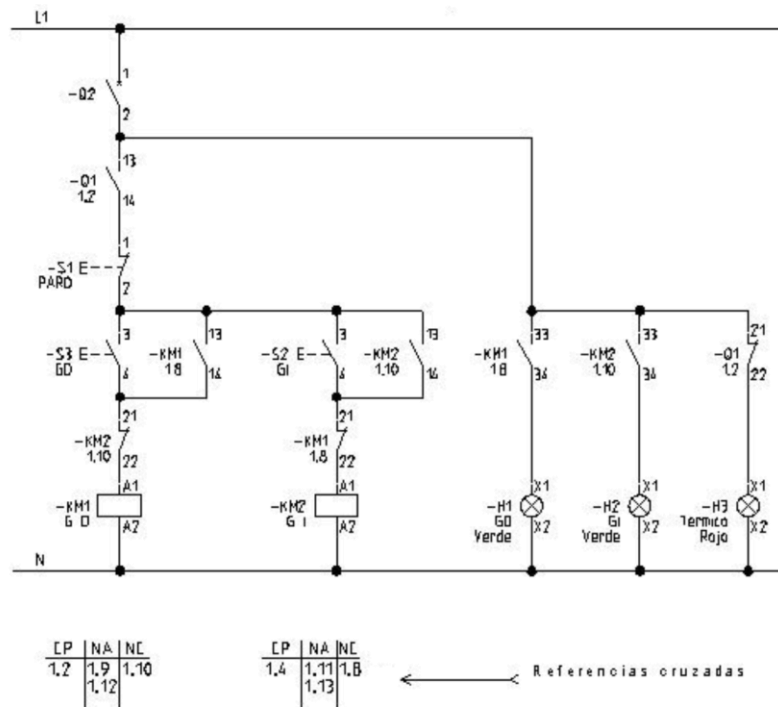 L1
1
-Q2
2
13
-Q1
1.2
14
1
-S1 E
PARO
2
3
-S3 E
GD
4
13
-KM1
1.8
14
3
-S2 E
GI
4
13
-KM2
1.10
14
33
-KM1
1.8
34
33
-KM2
1.10
34
21
-Q1
1.2
22
21
-KM2
1.10
22
21
-KM1
1.8
22
A1
-KM1
G D
A2
A1
-KM2
G I
A2
X1
-H1
GD
X2
Verde
X1
-H2
GI
X2
Verde
X1
-H3
Termico
X2
Rojo
N
CP NA NC
1.2 1.9 1.10
1.12
CP NA NC
1.4 1.11 1.8
1.13
Referencias cruzadas